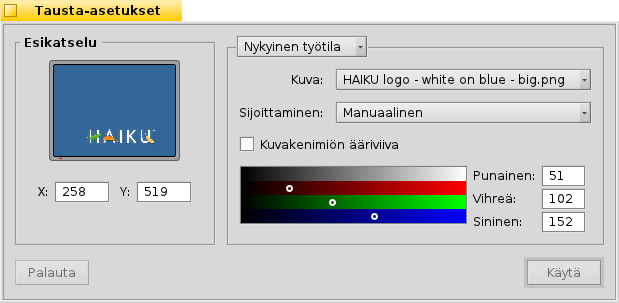 Tausta-asetukset
Esikatselu
HAIKU
X: 258 Y: 519
Nykyinen työtila
Kuva: HAIKU logo - white on blue - big.png
Sijoittaminen: Manuaalinen
Kuvakenimiön ääriviiva
Punainen: 51
Vihreä: 102
Sininen: 152
Palauta
Käytä